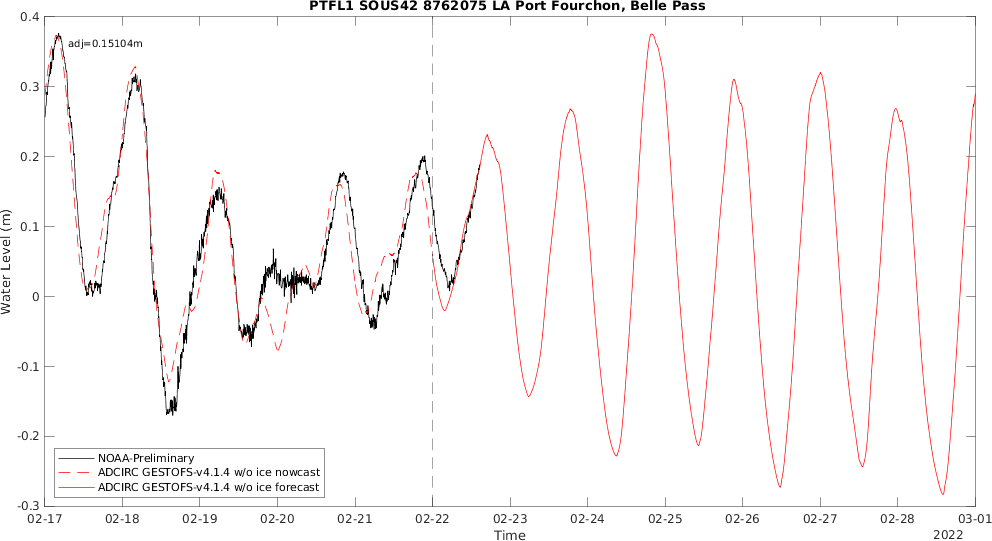 PTFL1 SOUS42 8762075 LA Port Fourchon, Belle Pass
adj=0.15104m
0.4
0.3
0.2
0.1
0
-0.1
-0.2
-0.3
Water Level (m)
NOAA-Preliminary
ADCIRC GESTOFS-v4.1.4 w/o ice nowcast
ADCIRC GESTOFS-v4.1.4 w/o ice forecast
02-17 02-18 02-19 02-20 02-21 02-22 02-23 02-24 02-25 02-26 02-27 02-28 03-01
Time
2022